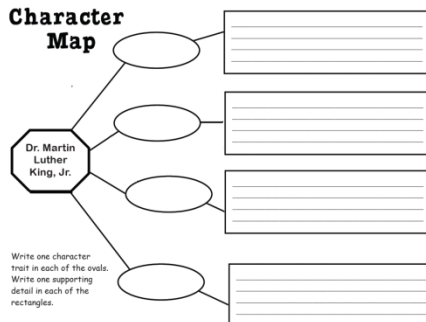 Character
Map
Dr. Martin
Luther
King, Jr.
Write one character
trait in each of the ovals.
Write one supporting
detail in each of the
rectangles.